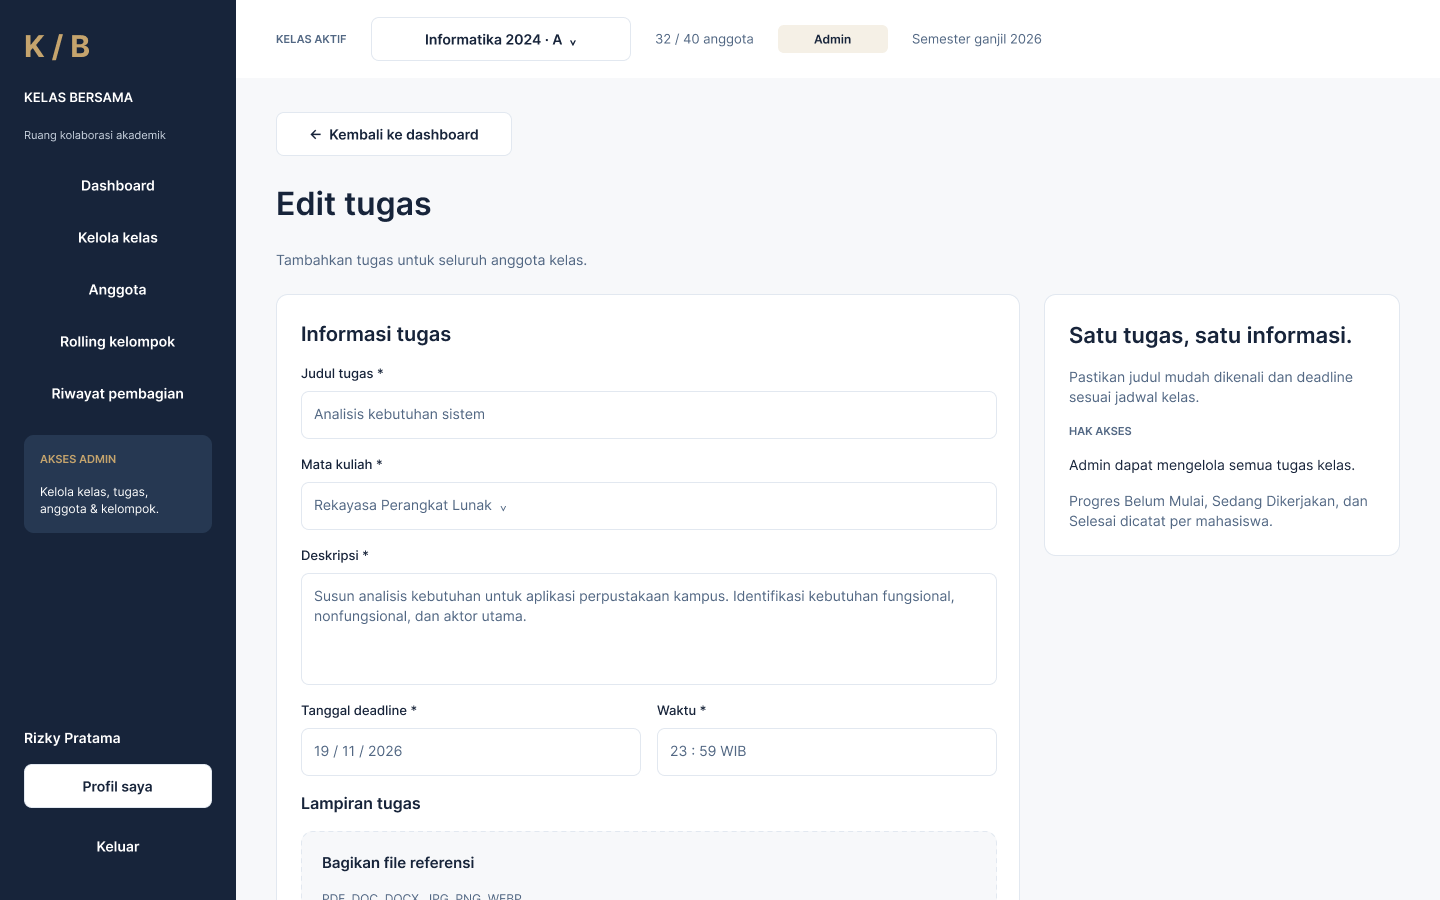 K / B
KELAS BERSAMA
Ruang kolaborasi akademik
Dashboard
Kelola kelas
Anggota
Rolling kelompok
Riwayat pembagian
AKSES ADMIN
Kelola kelas, tugas,
anggota & kelompok.
Rizky Pratama
Profil saya
Keluar
KELAS AKTIF
Informatika 2024 · A
32 / 40 anggota
Admin
Semester ganjil 2026
← Kembali ke dashboard
Edit tugas
Tambahkan tugas untuk seluruh anggota kelas.
Informasi tugas
Judul tugas *
Analisis kebutuhan sistem
Mata kuliah *
Rekayasa Perangkat Lunak
Deskripsi *
Susun analisis kebutuhan untuk aplikasi perpustakaan kampus. Identifikasi kebutuhan fungsional,
nonfungsional, dan aktor utama.
Tanggal deadline *
19 / 11 / 2026
Waktu *
23 : 59 WIB
Lampiran tugas
Bagikan file referensi
PDF, DOC, DOCX, JPG, PNG, WEBP
Satu tugas, satu informasi.
Pastikan judul mudah dikenali dan deadline
sesuai jadwal kelas.
HAK AKSES
Admin dapat mengelola semua tugas kelas.
Progres Belum Mulai, Sedang Dikerjakan, dan
Selesai dicatat per mahasiswa.